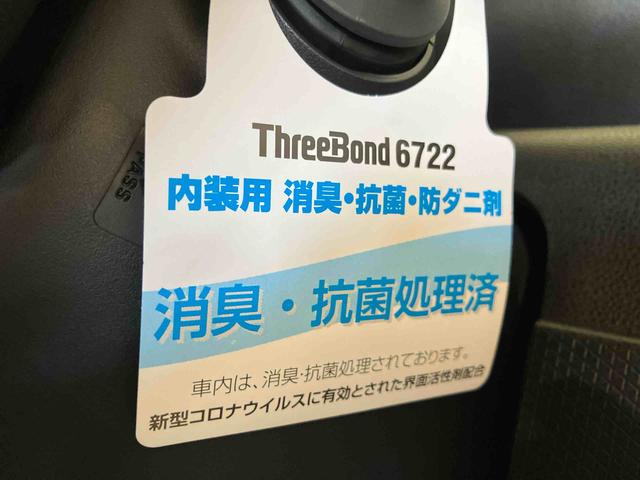 ThreeBond 6722
内装用 消臭・抗菌・防ダニ剤
消臭・抗菌処理済
車内は、消臭・抗菌処理されております。
新型コロナウイルスに有効とされた界面活性剤配合
PASS